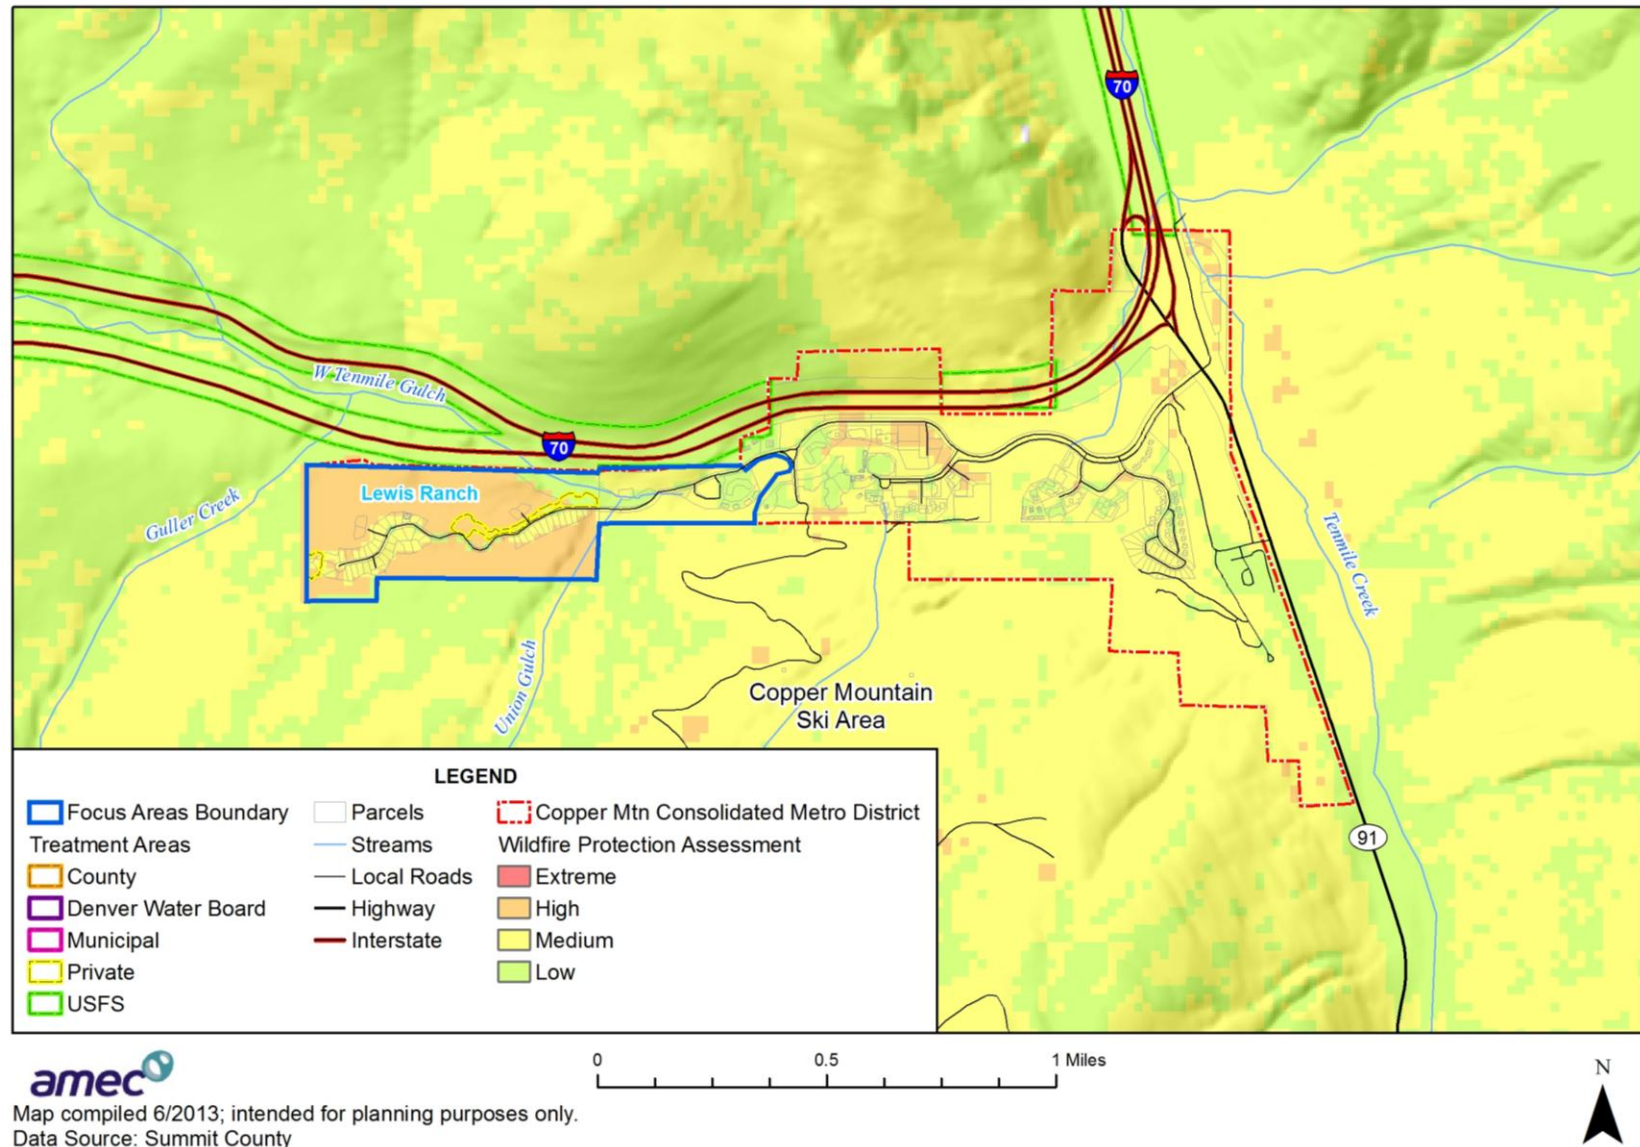 70
W Tenmile Gulch
70
Lewis Ranch
Guller Creek
Tenmile Creek
Union Gulch
Copper Mountain
Ski Area
91
LEGEND
Focus Areas Boundary
Treatment Areas
County
Denver Water Board
Municipal
Private
USFS
Parcels
Streams
Local Roads
Highway
Interstate
Copper Mtn Consolidated Metro District
Wildfire Protection Assessment
Extreme
High
Medium
Low
amec
0 0.5 1 Miles
N
Map compiled 6/2013; intended for planning purposes only.
Data Source: Summit County